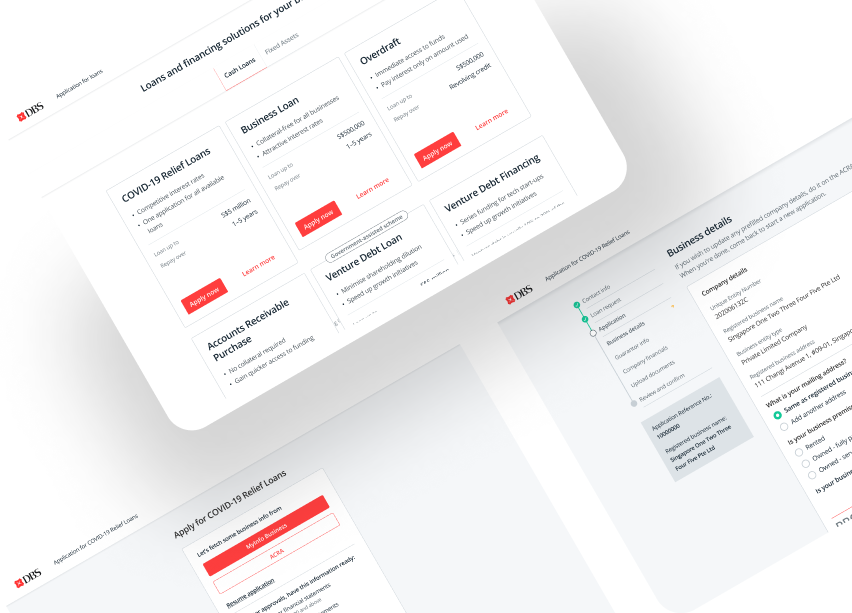 DBS
Application for loans
Loans and financing solutions for your
Cash Loans
Fixed Assets
COVID-19 Relief Loans
Competitive interest rates
One application for all available
loans
Loan up to
S$5 million
Repay over
1–5 years
Apply now
Learn more
Business Loan
Collateral-free for all businesses
Attractive interest rates
Loan up to
S$500,000
Repay over
1–5 years
Apply now
Learn more
Overdraft
Immediate access to funds
Pay interest only on amount used
Loan up to
S$500,000
Repay over
Revolving credit
Apply now
Learn more
Accounts Receivable
Purchase
No collateral required
Gain quicker access to funding
Government-assisted scheme
Venture Debt Loan
Minimise shareholding dilution
Speed up growth initiatives
Venture Debt Financing
Series funding for tech start-ups
Speed up growth initiatives
DBS
Application for COVID-19 Relief Loans
Apply for COVID-19 Relief Loans
Let's fetch some business info from
MyInfo Business
ACRA
Resume application
approvals, have this information ready:
financial statements
and above
DBS
Application for COVID-19 Relief Loans
Contact info
Loan request
Application
Business details
Guarantor info
Company financials
Upload documents
Review and confirm
Application Reference No.:
10000000
Registered business name:
Singapore One Two Three
Four Five Pte Ltd
Business details
If you wish to update any prefilled company details, do it on the ACRA
When you're done, come back to start a new application.
Company details
Unique Entity Number
202006132C
Registered business name
Singapore One Two Three Four Five Pte Ltd
Business entity type
Private Limited Company
Registered business address
111 Changi Avenue 1, #09-01, Singapore
What is your mailing address?
Same as registered business
Add another address
Is your business premises
Rented
Owned - fully
Owned -
Is your business